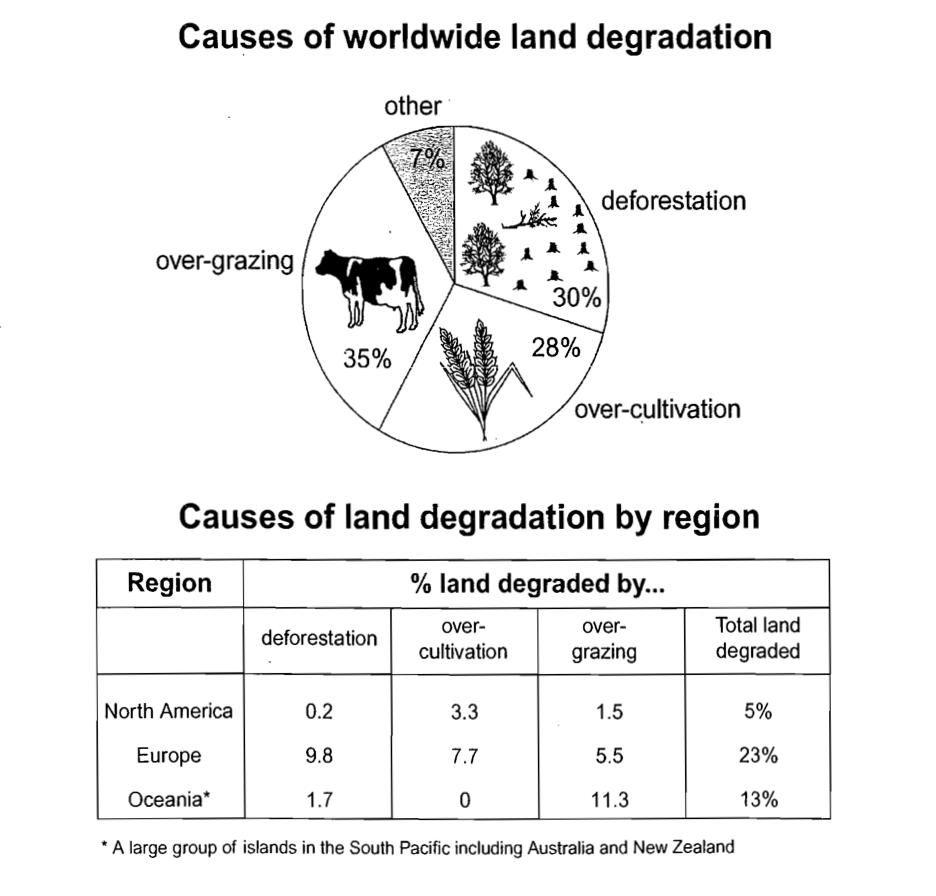 Causes of worldwide land degradation
other
7%
deforestation
over-grazing
30%
28%
35%
over-cultivation
Causes of land degradation by region
Region % land degraded by...
deforestation over-cultivation over-grazing Total land degraded
North America 0.2 3.3 1.5 5%
Europe 9.8 7.7 5.5 23%
Oceania* 1.7 0 11.3 13%
* A large group of islands in the South Pacific including Australia and New Zealand